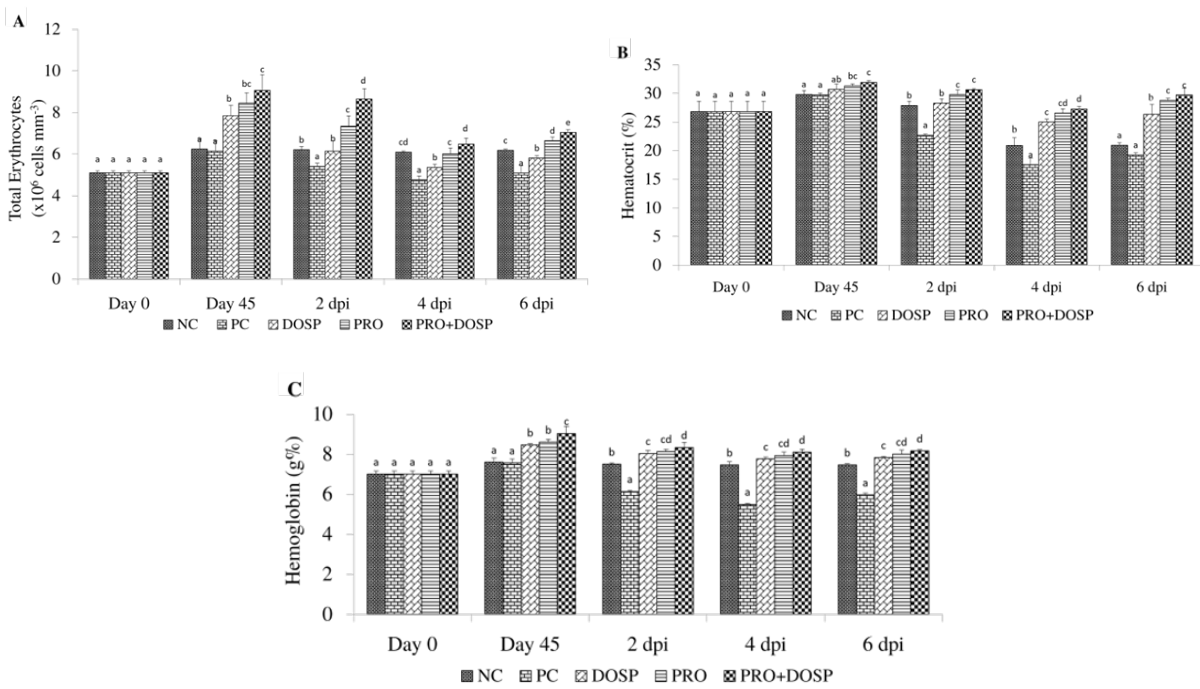 A
Total Erythrocytes
(x10⁶ cells mm⁻³)
12
10
8
6
4
2
0
a a a a a
a a b bc c
b a b c d
cd a b c d
c a b d e
Day 0 Day 45 2 dpi 4 dpi 6 dpi
NC PC DOSP PRO PRO+DOSP
B
Hematocrit (%)
35
30
25
20
15
10
5
0
a a a a a
a a ab bc c
b a b c c
b a c cd d
a a b c c
Day 0 Day 45 2 dpi 4 dpi 6 dpi
NC PC DOSP PRO PRO+DOSP
C
Hemoglobin (g%)
10
8
6
4
2
0
a a a a a
a a b b c
b a c cd d
b a c cd d
b a c cd d
Day 0 Day 45 2 dpi 4 dpi 6 dpi
NC PC DOSP PRO PRO+DOSP